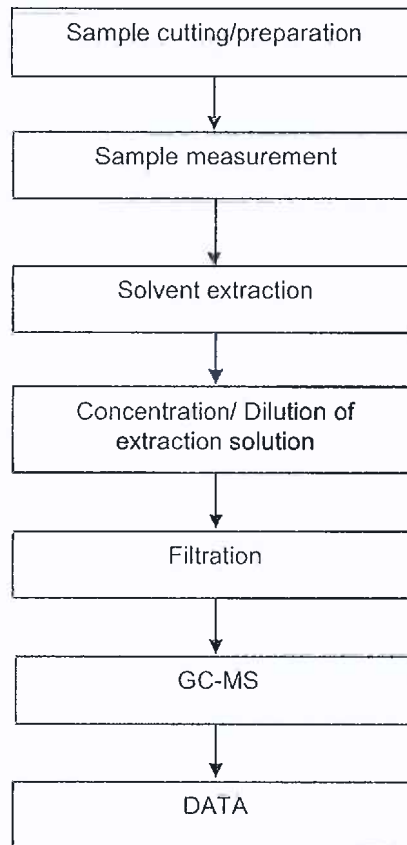 Sample cutting/preparation
Sample measurement
Solvent extraction
Concentration/ Dilution of
extraction solution
Filtration
GC-MS
DATA